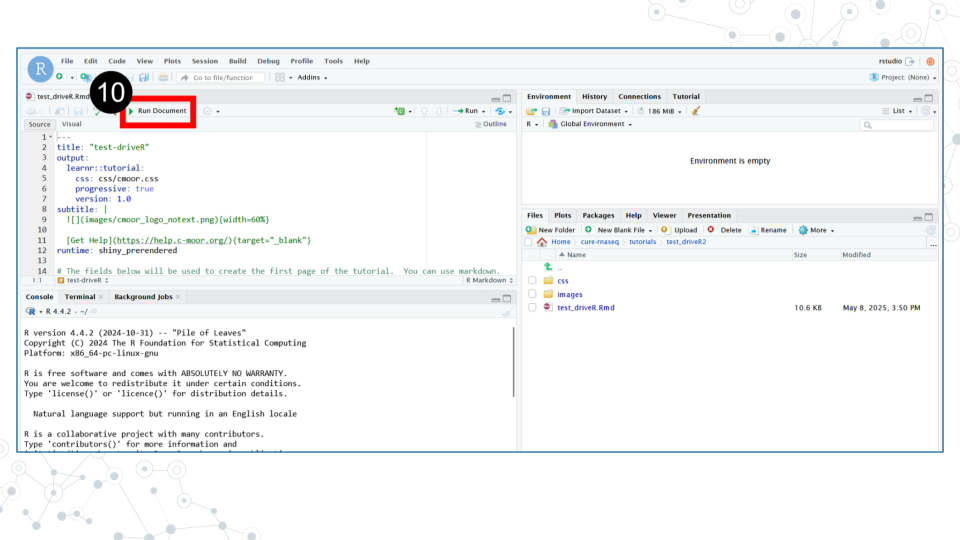 File Edit Code View Plots Session Build Debug Profile Tools Help
rstudio
R
Go to file/function
Addins
Project: (None)
10
test_driveR.Rmd
Run Document
Run
Source Visual
Outline
1 ---
2 title: "test-driveR"
3 output:
4 learnr::tutorial:
5 css: css/cmoor.css
6 progressive: true
7 version: 1.0
8 subtitle: |
9 ![](images/cmoor_logo_notext.png){width=60%}
10
11 [Get Help](https://help.c-moor.org/){target="_blank"}
12 runtime: shiny_prerendered
13
14 # The fields below will be used to create the first page of the tutorial. You can use markdown.
1:1 test-driveR R Markdown
Console Terminal Background Jobs
R 4.4.2 · ~/
R version 4.4.2 (2024-10-31) -- "Pile of Leaves"
Copyright (C) 2024 The R Foundation for Statistical Computing
Platform: x86_64-pc-linux-gnu
R is free software and comes with ABSOLUTELY NO WARRANTY.
You are welcome to redistribute it under certain conditions.
Type 'license()' or 'licence()' for distribution details.
Natural language support but running in an English locale
R is a collaborative project with many contributors.
Type 'contributors()' for more information and
Environment History Connections Tutorial
Import Dataset 186 MiB List
R Global Environment
Environment is empty
Files Plots Packages Help Viewer Presentation
New Folder New Blank File Upload Delete Rename More
Home cure-rnaseq tutorials test_driveR2 ...
Name Size Modified
..
css
images
test_driveR.Rmd 10.6 KB May 8, 2025, 3:50 PM